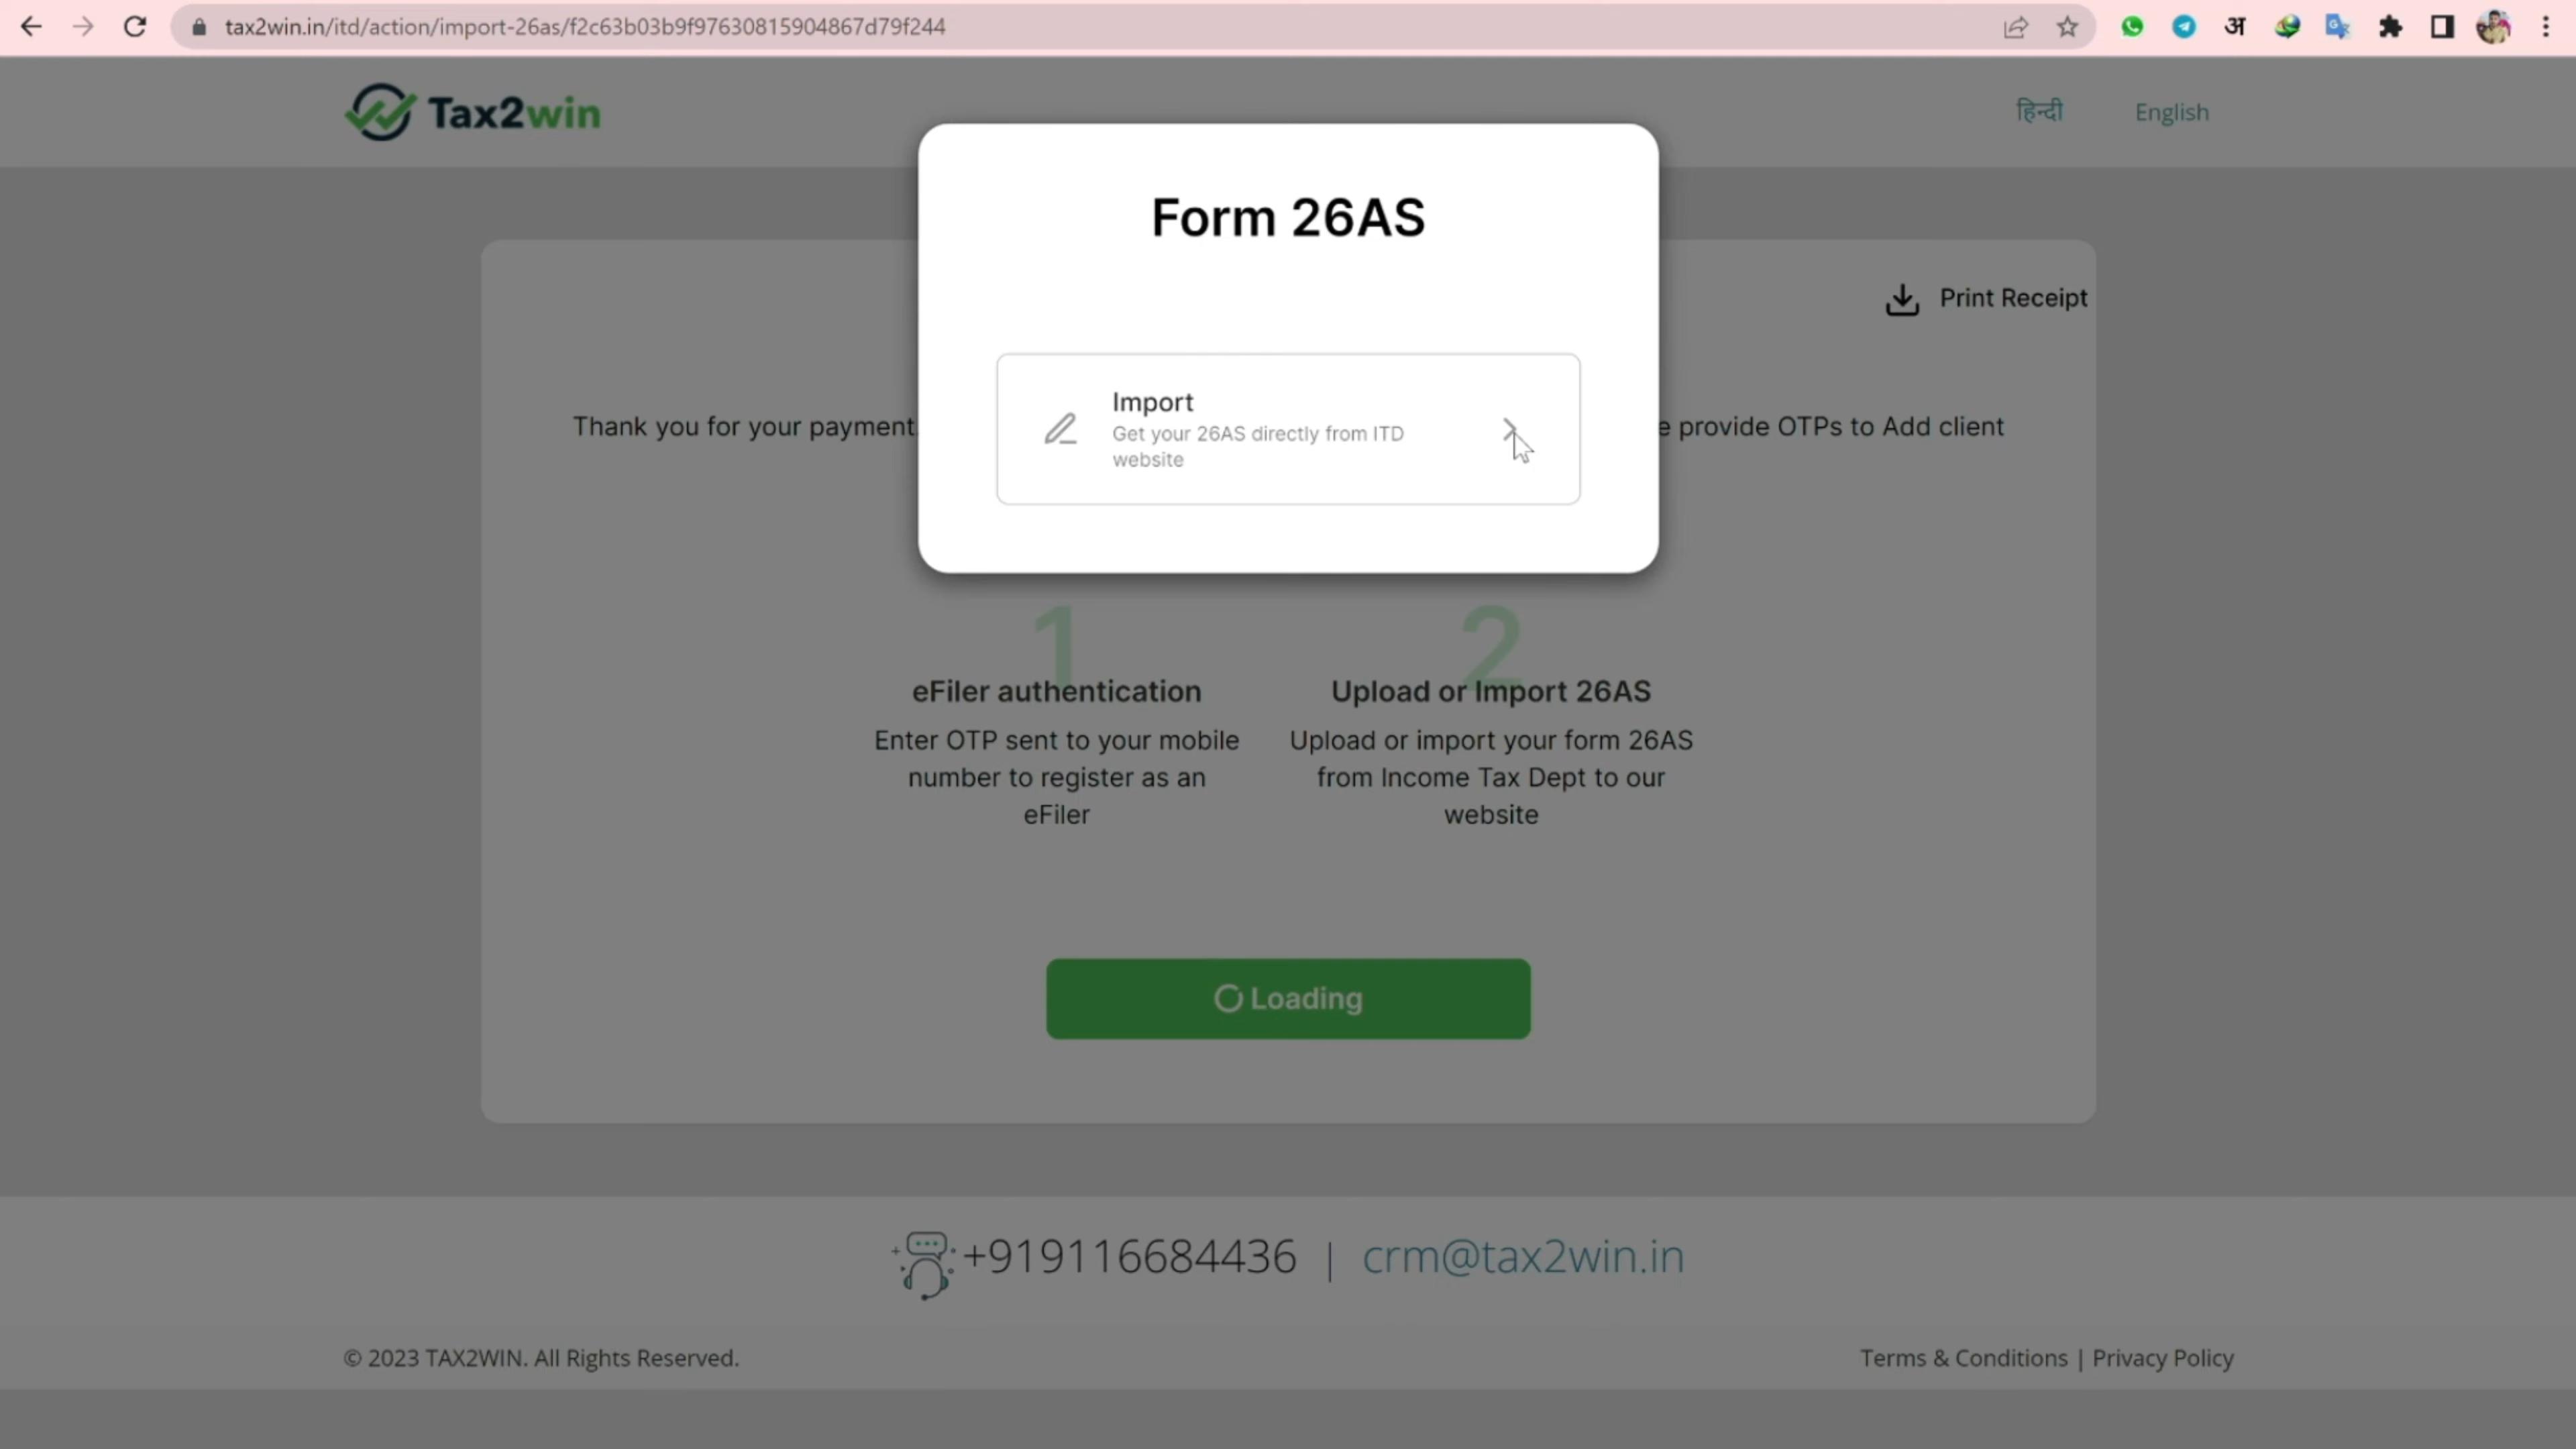 tax2win.in/itd/action/import-26as/f2c63b03b9f97630815904867d79f244
अ
Tax2win
हिन्दी
English
Form 26AS
Print Receipt
Import
Get your 26AS directly from ITD
website
Thank you for your payment.
e provide OTPs to Add client
1
2
eFiler authentication
Upload or Import 26AS
Enter OTP sent to your mobile
number to register as an
eFiler
Upload or import your form 26AS
from Income Tax Dept to our
website
Loading
+919116684436 | crm@tax2win.in
© 2023 TAX2WIN. All Rights Reserved.
Terms & Conditions | Privacy Policy